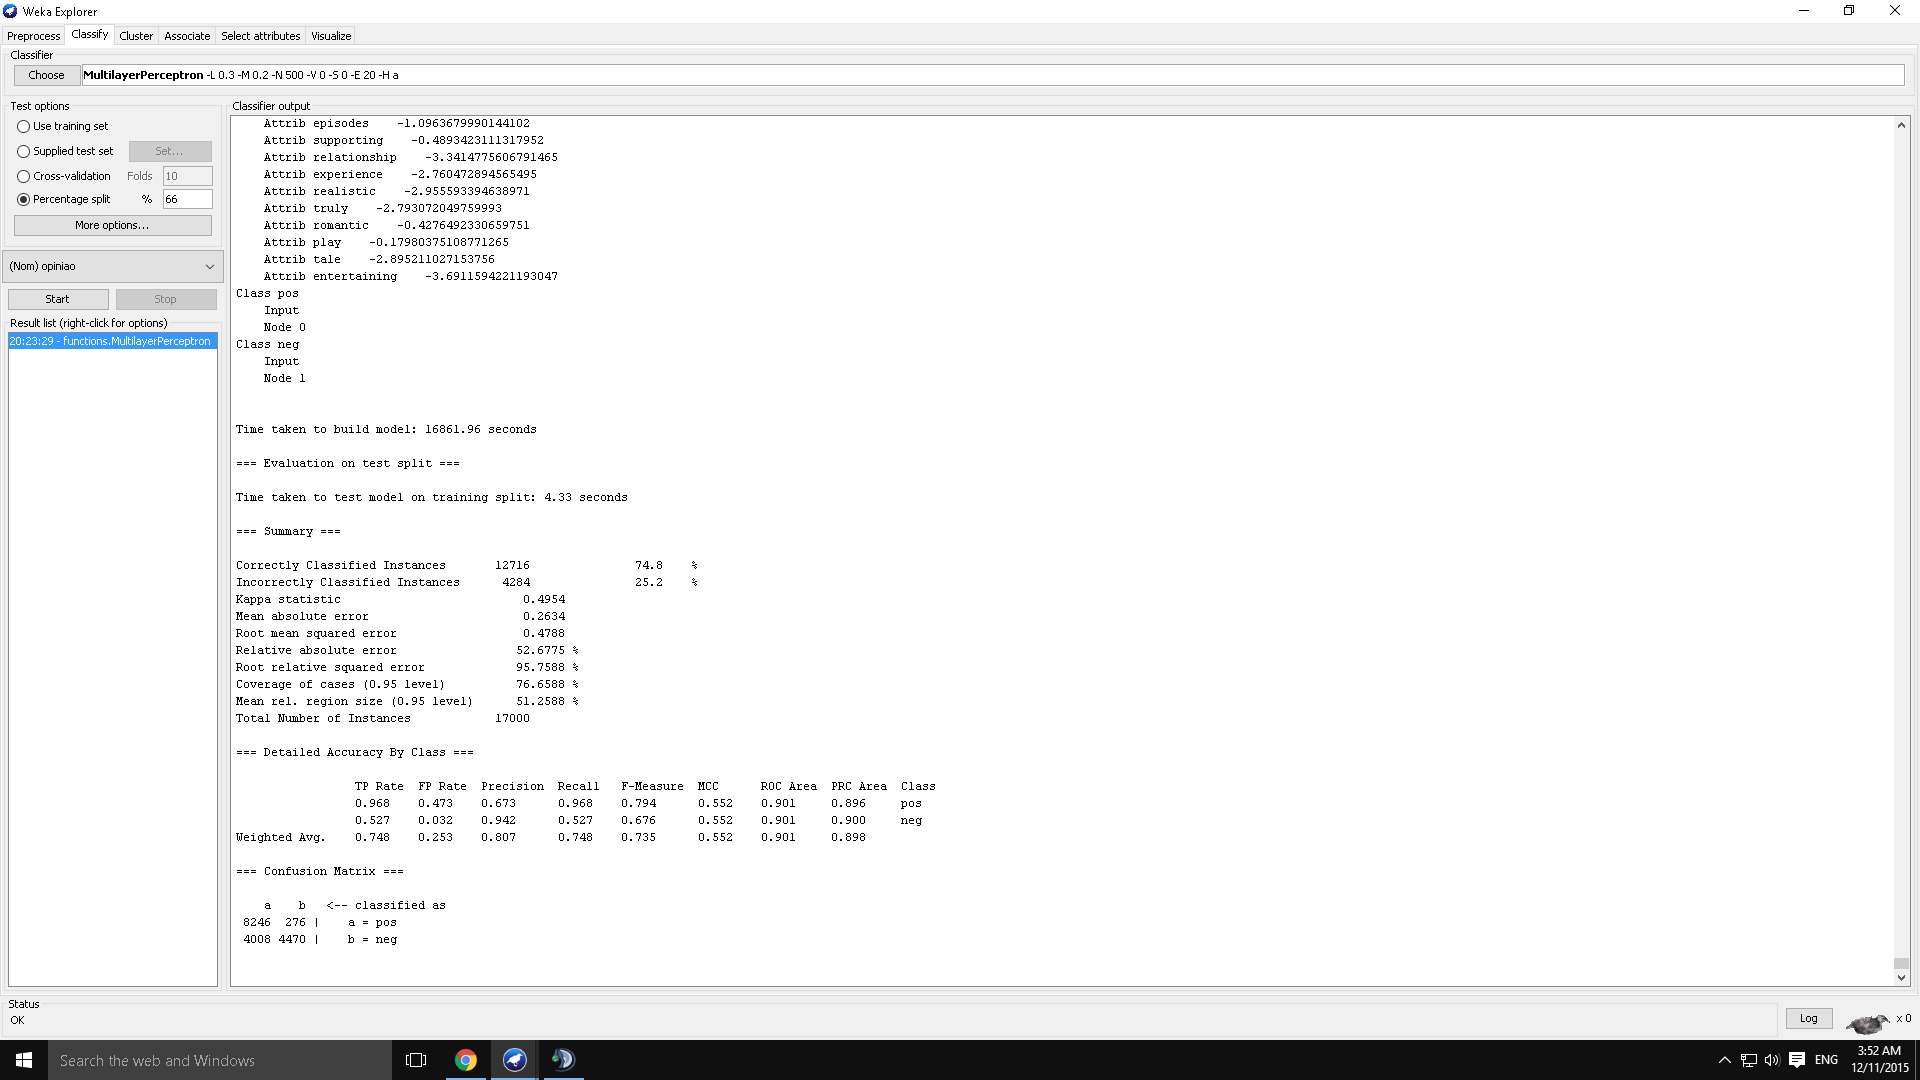 Weka Explorer
Preprocess Classify Cluster Associate Select attributes Visualize
Classifier
Choose MultilayerPerceptron -L 0.3 -M 0.2 -N 500 -V 0 -S 0 -E 20 -H a
Test options
Use training set
Supplied test set Set...
Cross-validation Folds 10
Percentage split % 66
More options...
(Nom) opiniao
Start Stop
Result list (right-click for options)
20:23:29 - functions.MultilayerPerceptron
Classifier output
Attrib episodes -1.0963679990144102
Attrib supporting -0.4893423111317952
Attrib relationship -3.3414775606791465
Attrib experience -2.760472894565495
Attrib realistic -2.955593394638971
Attrib truly -2.793072049759993
Attrib romantic -0.4276492330659751
Attrib play -0.17980375108771265
Attrib tale -2.895211027153756
Attrib entertaining -3.6911594221193047
Class pos
Input
Node 0
Class neg
Input
Node 1
Time taken to build model: 16861.96 seconds
=== Evaluation on test split ===
Time taken to test model on training split: 4.33 seconds
=== Summary ===
Correctly Classified Instances 12716 74.8 %
Incorrectly Classified Instances 4284 25.2 %
Kappa statistic 0.4954
Mean absolute error 0.2634
Root mean squared error 0.4788
Relative absolute error 52.6775 %
Root relative squared error 95.7588 %
Coverage of cases (0.95 level) 76.6588 %
Mean rel. region size (0.95 level) 51.2588 %
Total Number of Instances 17000
=== Detailed Accuracy By Class ===
TP Rate FP Rate Precision Recall F-Measure MCC ROC Area PRC Area Class
0.968 0.473 0.673 0.968 0.794 0.552 0.901 0.896 pos
0.527 0.032 0.942 0.527 0.676 0.552 0.901 0.900 neg
Weighted Avg. 0.748 0.253 0.807 0.748 0.735 0.552 0.901 0.898
=== Confusion Matrix ===
a b <-- classified as
8246 276 | a = pos
4008 4470 | b = neg
Status
OK
Log x 0
Search the web and Windows
ENG
3:52 AM
12/11/2015